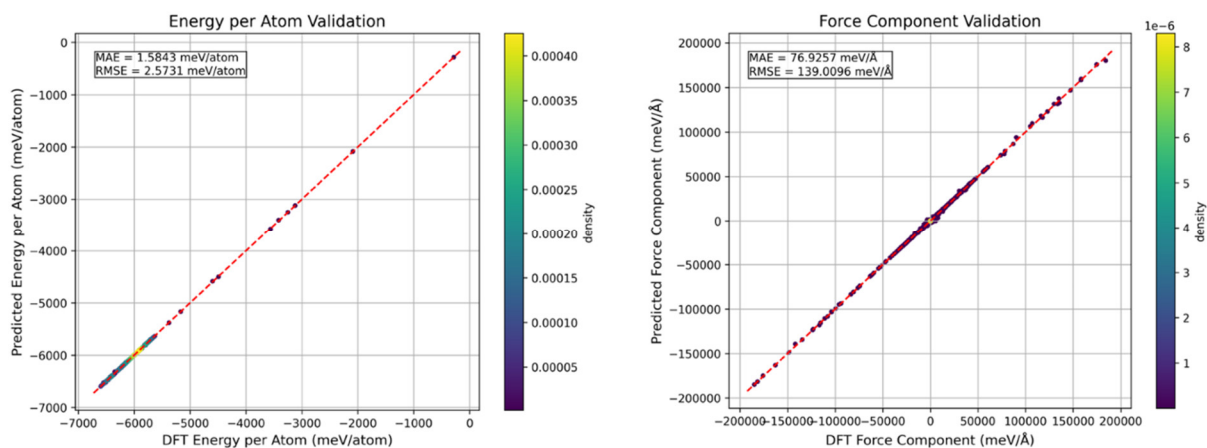 Energy per Atom Validation
MAE = 1.5843 meV/atom
RMSE = 2.5731 meV/atom
Predicted Energy per Atom (meV/atom)
0
−1000
−2000
−3000
−4000
−5000
−6000
−7000
−7000 −6000 −5000 −4000 −3000 −2000 −1000 0
DFT Energy per Atom (meV/atom)
0.00040
0.00035
0.00030
0.00025
0.00020
0.00015
0.00010
0.00005
density
Force Component Validation
MAE = 76.9257 meV/Å
RMSE = 139.0096 meV/Å
Predicted Force Component (meV/Å)
200000
150000
100000
50000
0
−50000
−100000
−150000
−200000
−200000 −150000 −100000 −50000 0 50000 100000 150000 200000
DFT Force Component (meV/Å)
1e−6
8
7
6
5
4
3
2
1
density